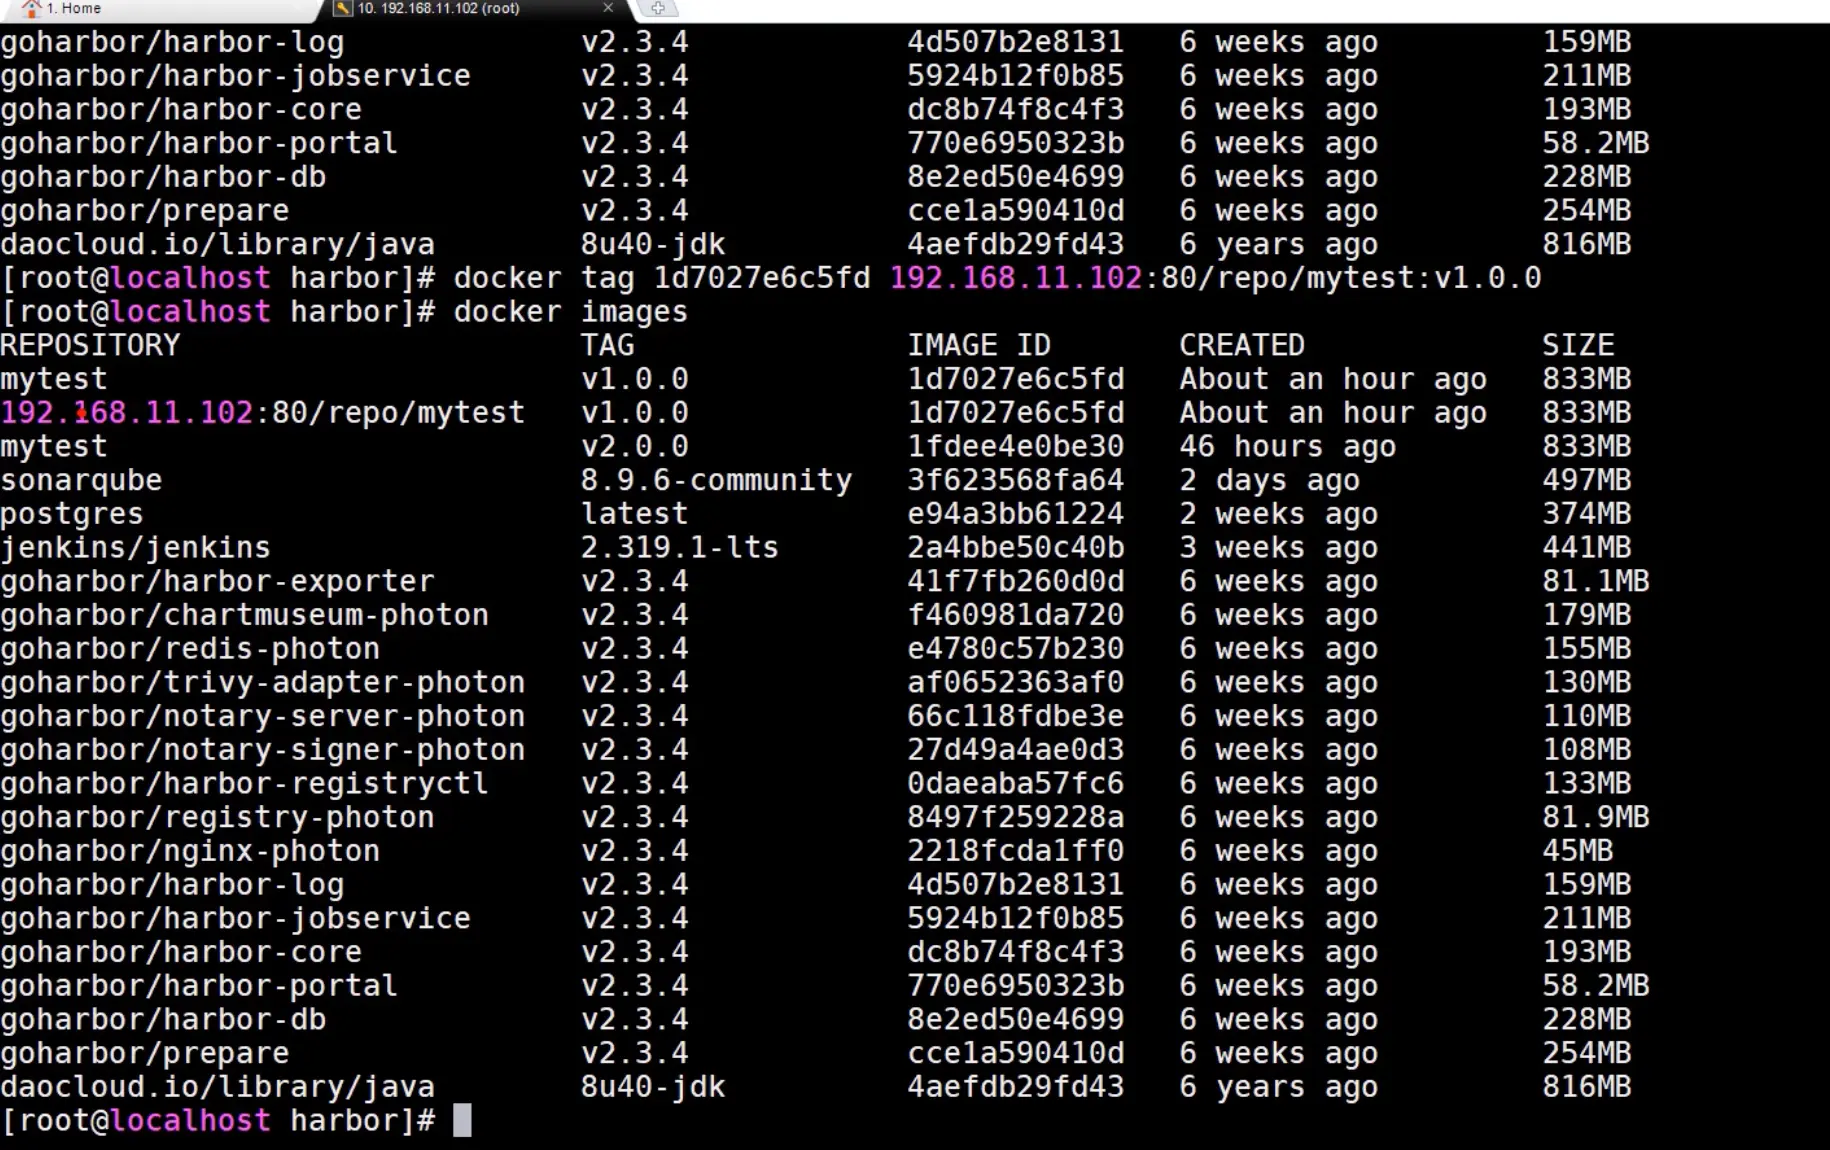 1. Home 10. 192.168.11.102 (root)
goharbor/harbor-log v2.3.4 4d507b2e8131 6 weeks ago 159MB
goharbor/harbor-jobservice v2.3.4 5924b12f0b85 6 weeks ago 211MB
goharbor/harbor-core v2.3.4 dc8b74f8c4f3 6 weeks ago 193MB
goharbor/harbor-portal v2.3.4 770e6950323b 6 weeks ago 58.2MB
goharbor/harbor-db v2.3.4 8e2ed50e4699 6 weeks ago 228MB
goharbor/prepare v2.3.4 cce1a590410d 6 weeks ago 254MB
daocloud.io/library/java 8u40-jdk 4aefdb29fd43 6 years ago 816MB
[root@localhost harbor]# docker tag 1d7027e6c5fd 192.168.11.102:80/repo/mytest:v1.0.0
[root@localhost harbor]# docker images
REPOSITORY TAG IMAGE ID CREATED SIZE
mytest v1.0.0 1d7027e6c5fd About an hour ago 833MB
192.168.11.102:80/repo/mytest v1.0.0 1d7027e6c5fd About an hour ago 833MB
mytest v2.0.0 1fdee4e0be30 46 hours ago 833MB
sonarqube 8.9.6-community 3f623568fa64 2 days ago 497MB
postgres latest e94a3bb61224 2 weeks ago 374MB
jenkins/jenkins 2.319.1-lts 2a4bbe50c40b 3 weeks ago 441MB
goharbor/harbor-exporter v2.3.4 41f7fb260d0d 6 weeks ago 81.1MB
goharbor/chartmuseum-photon v2.3.4 f460981da720 6 weeks ago 179MB
goharbor/redis-photon v2.3.4 e4780c57b230 6 weeks ago 155MB
goharbor/trivy-adapter-photon v2.3.4 af0652363af0 6 weeks ago 130MB
goharbor/notary-server-photon v2.3.4 66c118fdbe3e 6 weeks ago 110MB
goharbor/notary-signer-photon v2.3.4 27d49a4ae0d3 6 weeks ago 108MB
goharbor/harbor-registryctl v2.3.4 0daeaba57fc6 6 weeks ago 133MB
goharbor/registry-photon v2.3.4 8497f259228a 6 weeks ago 81.9MB
goharbor/nginx-photon v2.3.4 2218fcda1ff0 6 weeks ago 45MB
goharbor/harbor-log v2.3.4 4d507b2e8131 6 weeks ago 159MB
goharbor/harbor-jobservice v2.3.4 5924b12f0b85 6 weeks ago 211MB
goharbor/harbor-core v2.3.4 dc8b74f8c4f3 6 weeks ago 193MB
goharbor/harbor-portal v2.3.4 770e6950323b 6 weeks ago 58.2MB
goharbor/harbor-db v2.3.4 8e2ed50e4699 6 weeks ago 228MB
goharbor/prepare v2.3.4 cce1a590410d 6 weeks ago 254MB
daocloud.io/library/java 8u40-jdk 4aefdb29fd43 6 years ago 816MB
[root@localhost harbor]#